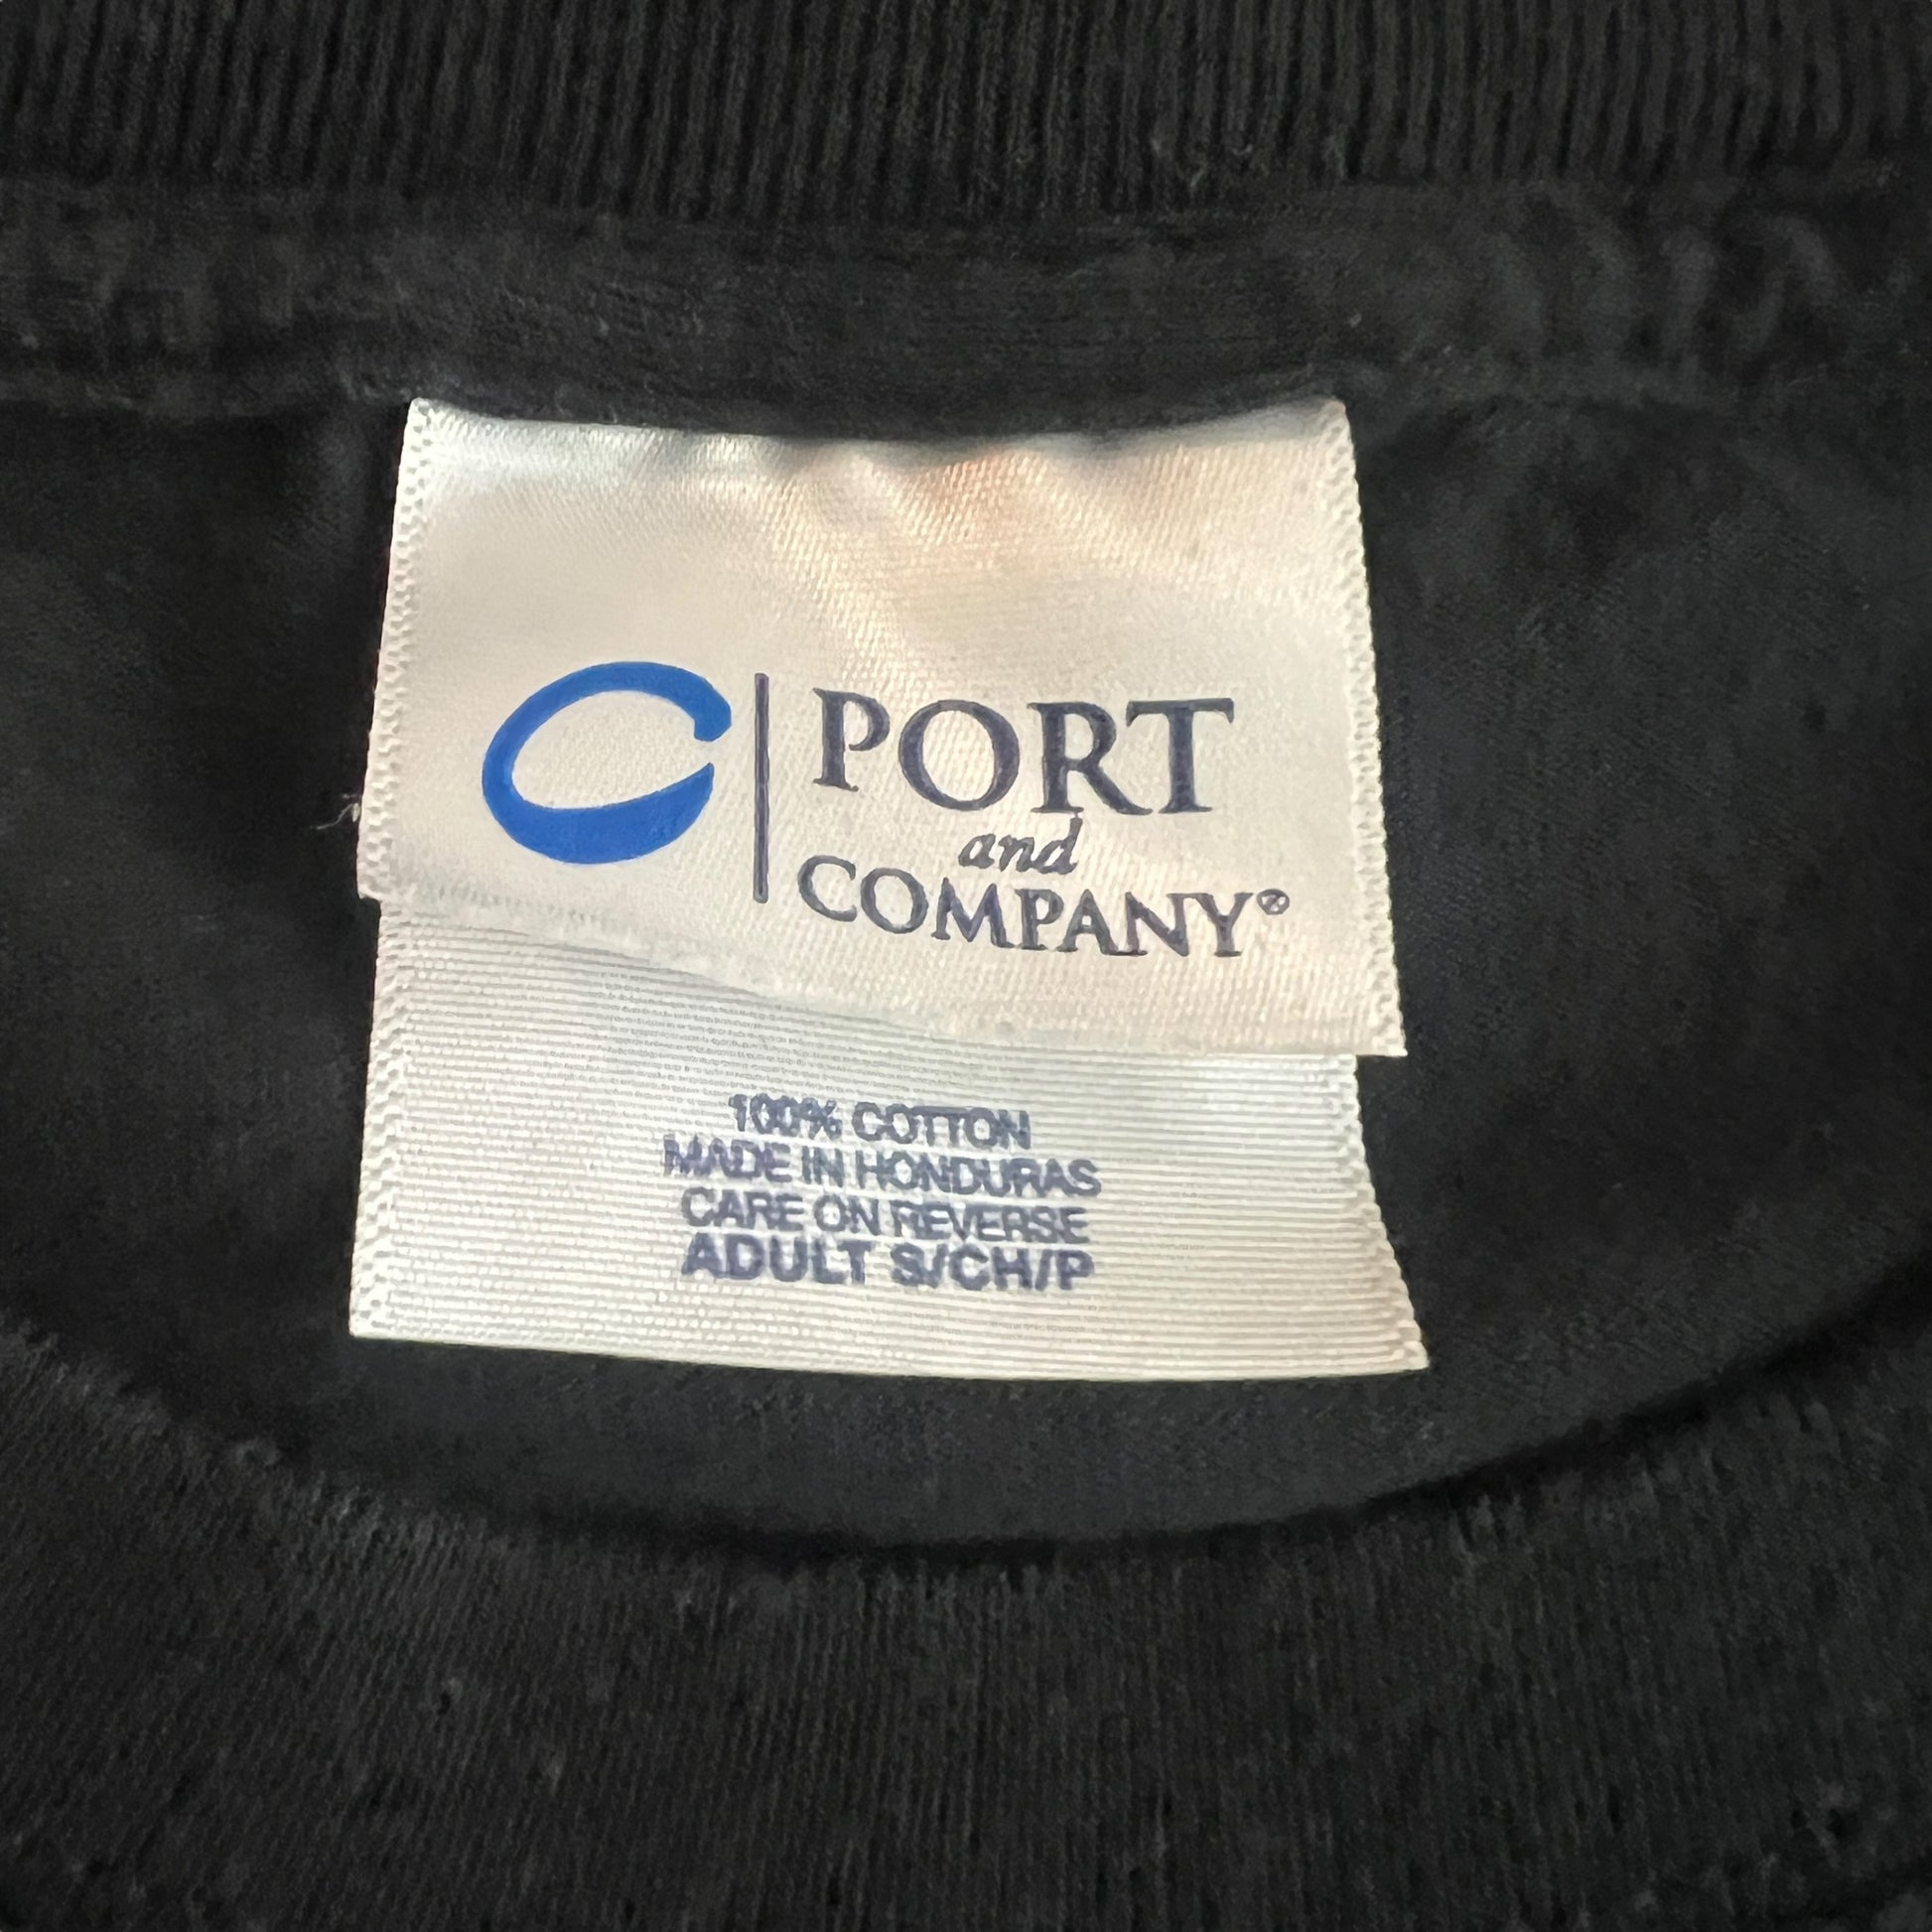 PORT
and
COMPANY®
100% COTTON
MADE IN HONDURAS
CARE ON REVERSE
ADULT S/CH/P